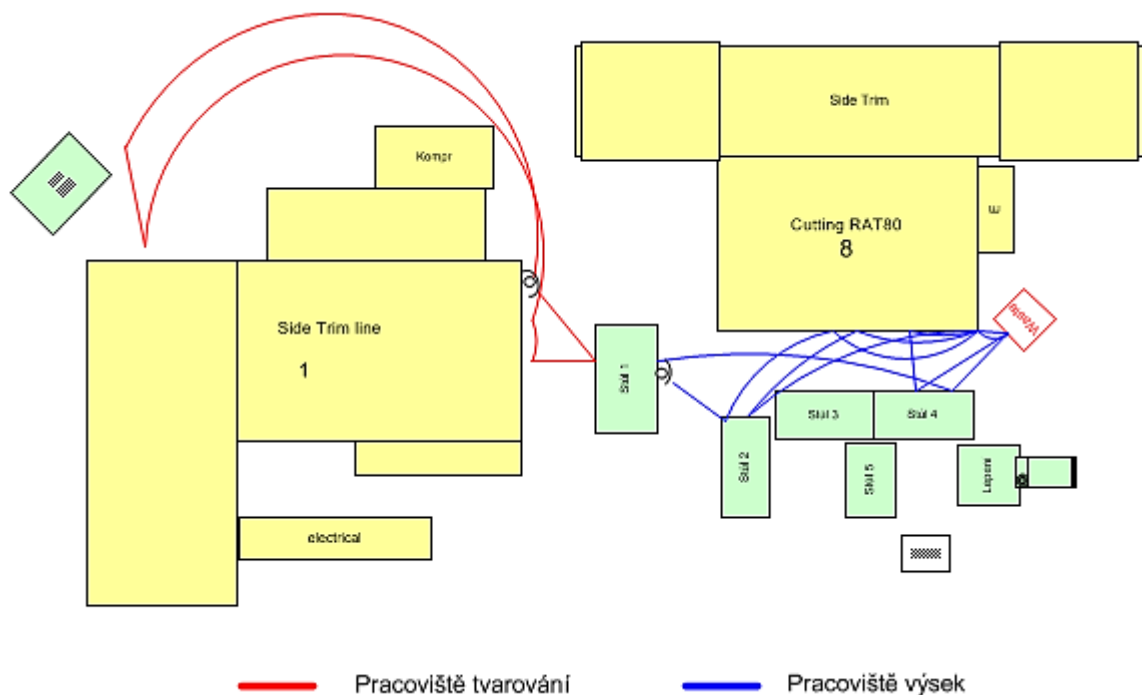 Side Trim
Kompr
Cutting RAT80
8
E
Side Trim line
1
Stůl 1
Stůl 2
Stůl 3
Stůl 4
Stůl 5
Lepení
electrical
Pracoviště tvarování
Pracoviště výsek